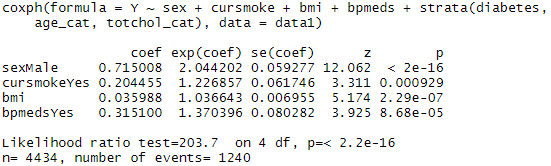 coxph(formula = Y ~ sex + cursmoke + bmi + bpmeds + strata(diabetes,
    age_cat, totchol_cat), data = data1)

                coef exp(coef) se(coef)      z        p
sexMale     0.715008  2.044202 0.059277 12.062  < 2e-16
cursmokeYes 0.204455  1.226857 0.061746  3.311 0.000929
bmi         0.035988  1.036643 0.006955  5.174 2.29e-07
bpmedsYes   0.315100  1.370396 0.080282  3.925 8.68e-05

Likelihood ratio test=203.7  on 4 df, p=< 2.2e-16
n= 4434, number of events= 1240